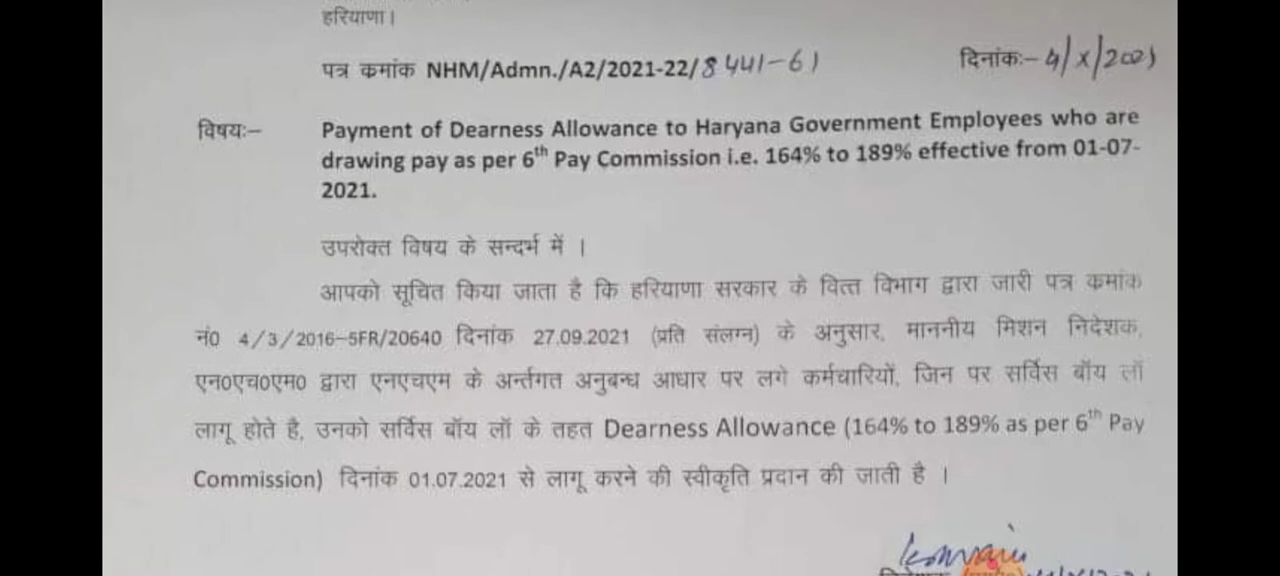 हरियाणा।
पत्र कमांक NHM/Admn./A2/2021-22/8441-61 दिनांकः- 4/X/2021
विषयः- Payment of Dearness Allowance to Haryana Government Employees who are
drawing pay as per 6th Pay Commission i.e. 164% to 189% effective from 01-07-
2021.
उपरोक्त विषय के सन्दर्भ में ।
आपको सूचित किया जाता है कि हरियाणा सरकार के वित्त विभाग द्वारा जारी पत्र कमांक
नं0 4/3/2016-5FR/20640 दिनांक 27.09.2021 (प्रति संलग्न) के अनुसार, माननीय मिशन निदेशक,
एन0एच0एम0 द्वारा एनएचएम के अर्न्तगत अनुबन्ध आधार पर लगे कर्मचारियों, जिन पर सर्विस बॉय लॉ
लागू होते है, उनको सर्विस बॉय लॉ के तहत Dearness Allowance (164% to 189% as per 6th Pay
Commission) दिनांक 01.07.2021 से लागू करने की स्वीकृति प्रदान की जाती है ।